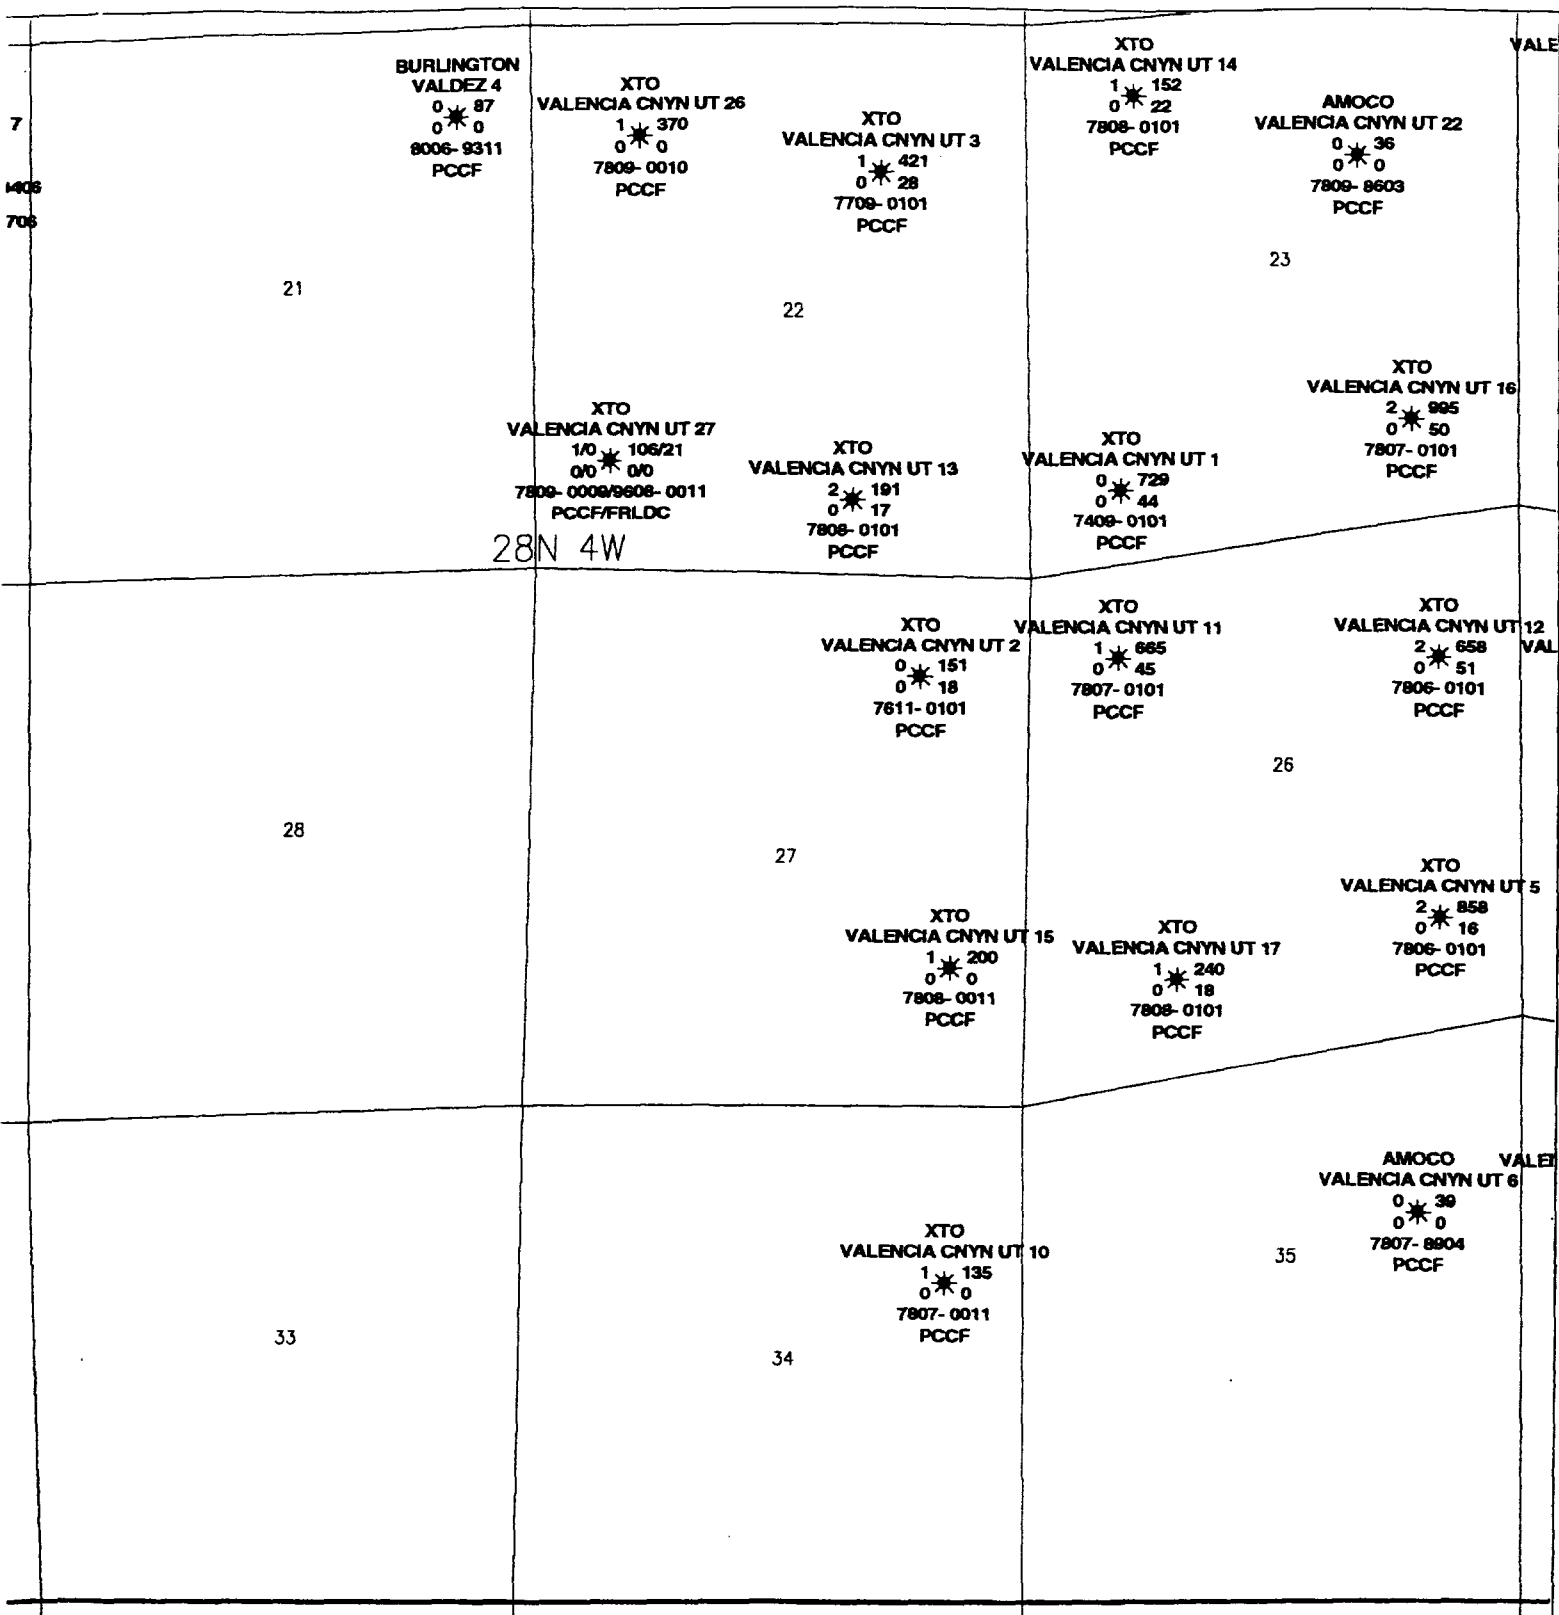 BURLINGTON
VALDEZ 4
0 87
0 0
8006- 9311
PCCF
XTO
VALENCIA CNYN UT 26
1 370
0 0
7809- 0010
PCCF
XTO
VALENCIA CNYN UT 3
1 421
0 28
7709- 0101
PCCF
XTO
VALENCIA CNYN UT 14
1 152
0 22
7808- 0101
PCCF
AMOCO
VALENCIA CNYN UT 22
0 36
0 0
7809- 8603
PCCF
VALE
7
706
21
22
23
XTO
VALENCIA CNYN UT 27
1/0 106/21
0/0 0/0
7809- 0009/9608- 0011
PCCF/FRLDC
XTO
VALENCIA CNYN UT 13
2 191
0 17
7808- 0101
PCCF
XTO
VALENCIA CNYN UT 1
0 729
0 44
7409- 0101
PCCF
XTO
VALENCIA CNYN UT 16
2 995
0 50
7807- 0101
PCCF
28N 4W
XTO
VALENCIA CNYN UT 2
0 151
0 18
7611- 0101
PCCF
XTO
VALENCIA CNYN UT 11
1 665
0 45
7807- 0101
PCCF
XTO
VALENCIA CNYN UT 12
2 658
0 51
7806- 0101
PCCF
VAL
28
27
26
XTO
VALENCIA CNYN UT 15
1 200
0 0
7808- 0011
PCCF
XTO
VALENCIA CNYN UT 17
1 240
0 18
7808- 0101
PCCF
XTO
VALENCIA CNYN UT 5
2 858
0 16
7806- 0101
PCCF
XTO
VALENCIA CNYN UT 10
1 135
0 0
7807- 0011
PCCF
AMOCO
VALENCIA CNYN UT 6
0 39
0 0
7807- 8904
PCCF
VALE
33
34
35